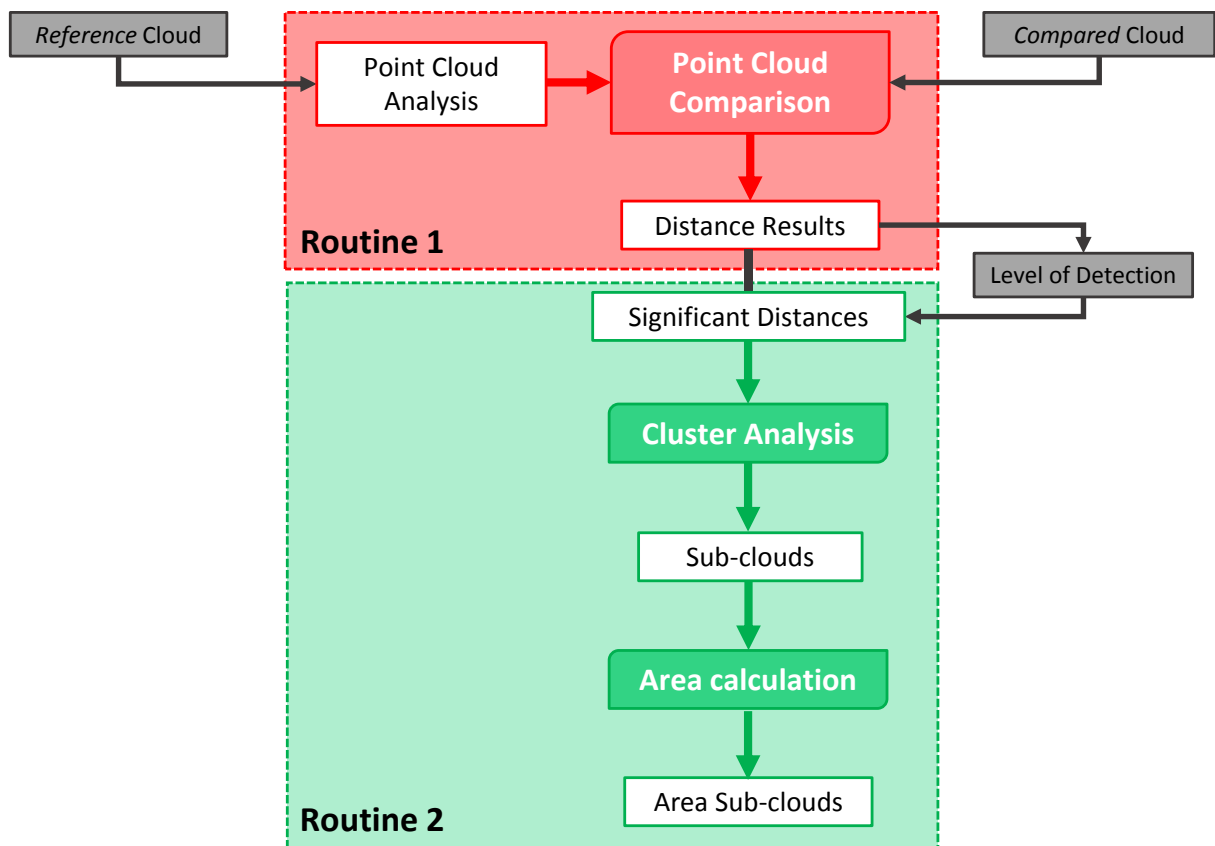 Reference Cloud
Point Cloud
Analysis
Point Cloud
Comparison
Compared Cloud
Distance Results
Routine 1
Level of Detection
Significant Distances
Cluster Analysis
Sub-clouds
Area calculation
Area Sub-clouds
Routine 2